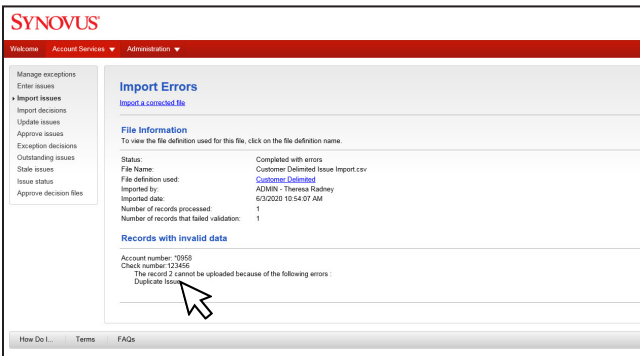 SYNOVUS
Welcome Account Services Administration
Manage exceptions
Enter issues
Import issues
Import decisions
Update issues
Approve issues
Exception decisions
Outstanding issues
Stale issues
Issue status
Approve decision files
Import Errors
Import a corrected file
File Information
To view the file definition used for this file, click on the file definition name.
Status: Completed with errors
File Name: Customer Delimited Issue Import.csv
File definition used: Customer Delimited
Imported by: ADMIN - Theresa Radney
Imported date: 6/3/2020 10:54:07 AM
Number of records processed: 1
Number of records that failed validation: 1
Records with invalid data
Account number: *0958
Check number:123456
The record 2 cannot be uploaded because of the following errors :
Duplicate Issue
How Do I... Terms FAQs